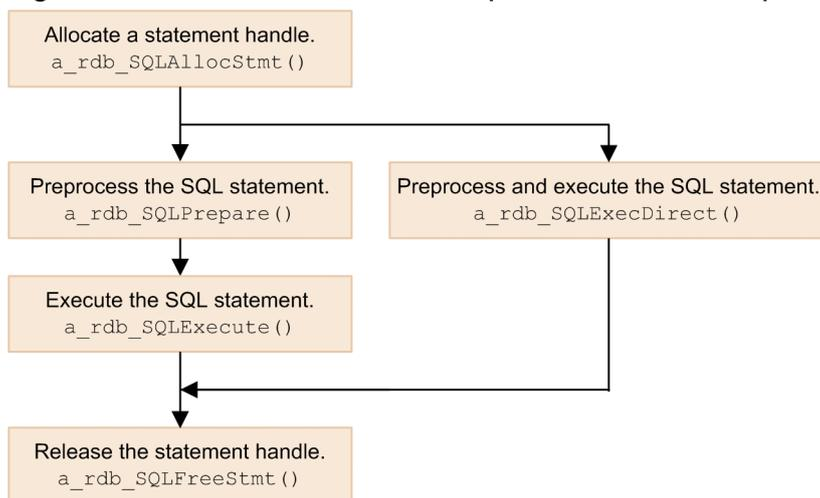 Allocate a statement handle.
a_rdb_SQLAllocStmt()
Preprocess the SQL statement.
a_rdb_SQLPrepare()
Preprocess and execute the SQL statement.
a_rdb_SQLExecDirect()
Execute the SQL statement.
a_rdb_SQLExecute()
Release the statement handle.
a_rdb_SQLFreeStmt()